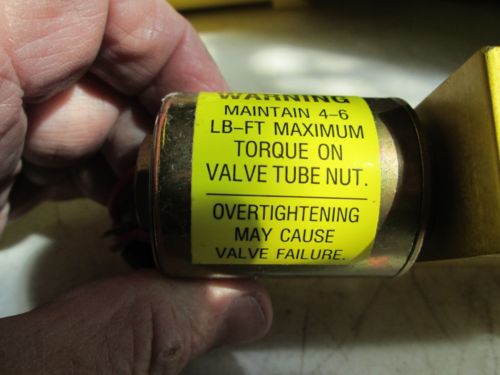 WARNING
MAINTAIN 4-6
LB-FT MAXIMUM
TORQUE ON
VALVE TUBE NUT.
OVERTIGHTENING
MAY CAUSE
VALVE FAILURE.